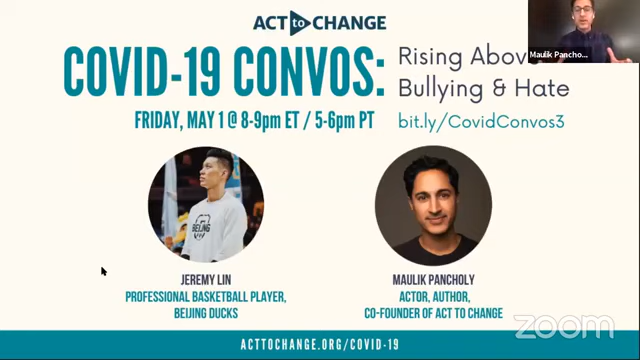 ACT to CHANGE
COVID-19 CONVOS:
Rising Above
Bullying & Hate
FRIDAY, MAY 1 @ 8-9pm ET / 5-6pm PT
bit.ly/CovidConvos3
Maulik Pancho...
BEIJING
JEREMY LIN
PROFESSIONAL BASKETBALL PLAYER,
BEIJING DUCKS
MAULIK PANCHOLY
ACTOR, AUTHOR,
CO-FOUNDER OF ACT TO CHANGE
zoom
ACTTOCHANGE.ORG/COVID-19